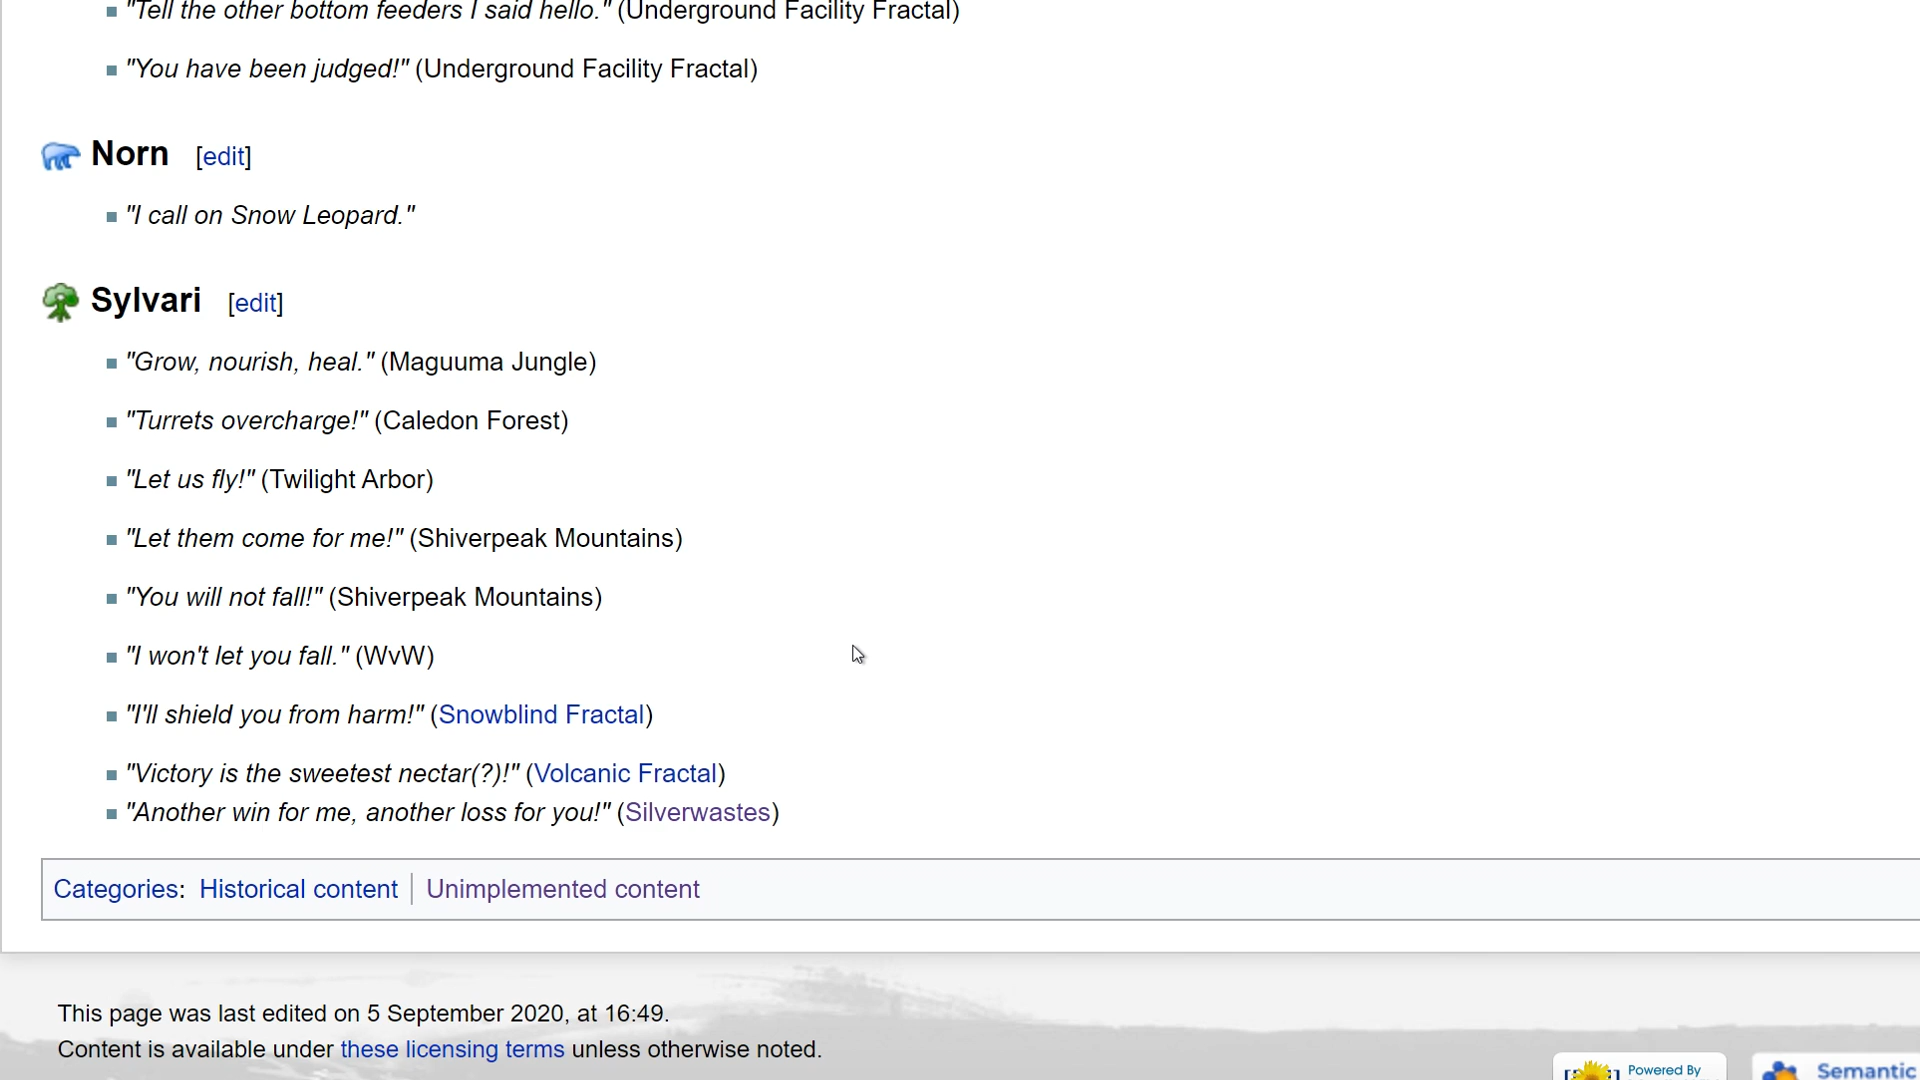 "Tell the other bottom feeders I said hello." (Underground Facility Fractal)
"You have been judged!" (Underground Facility Fractal)
Norn [edit]
"I call on Snow Leopard."
Sylvari [edit]
"Grow, nourish, heal." (Maguuma Jungle)
"Turrets overcharge!" (Caledon Forest)
"Let us fly!" (Twilight Arbor)
"Let them come for me!" (Shiverpeak Mountains)
"You will not fall!" (Shiverpeak Mountains)
"I won't let you fall." (WvW)
"I'll shield you from harm!" (Snowblind Fractal)
"Victory is the sweetest nectar(?)!" (Volcanic Fractal)
"Another win for me, another loss for you!" (Silverwastes)
Categories: Historical content | Unimplemented content
This page was last edited on 5 September 2020, at 16:49.
Content is available under these licensing terms unless otherwise noted.
Powered By
Semantic